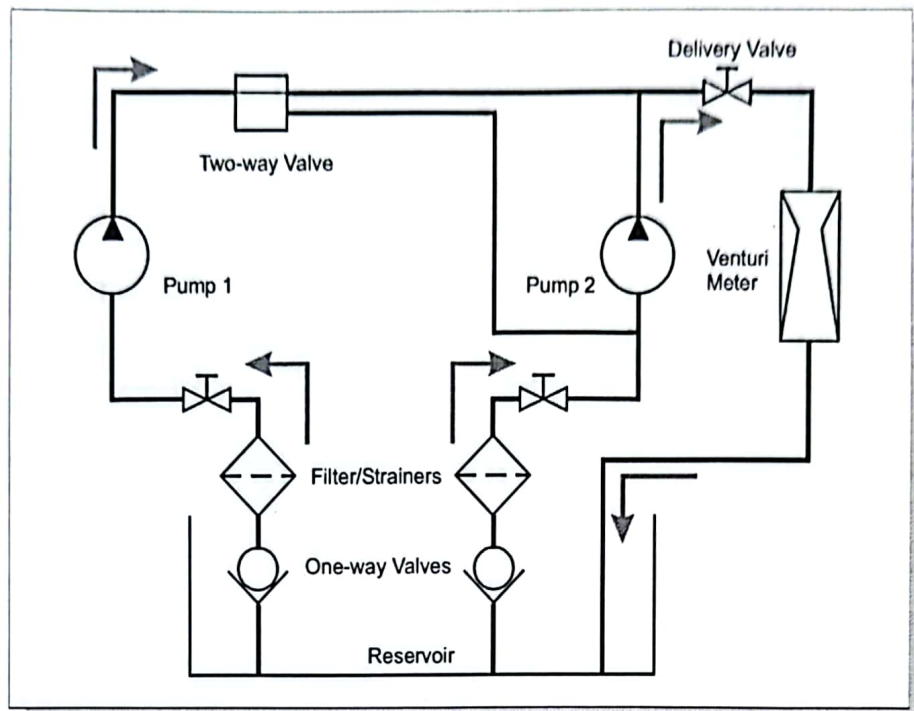 Delivery Valve
Two-way Valve
Pump 1
Pump 2
Venturi
Meter
Filter/Strainers
One-way Valves
Reservoir